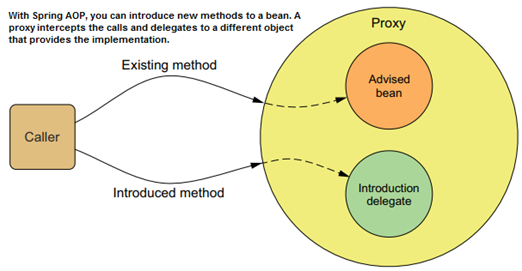 With Spring AOP, you can introduce new methods to a bean. A
proxy intercepts the calls and delegates to a different object
that provides the implementation.
Proxy
Existing method
Advised
bean
Caller
Introduced method
Introduction
delegate